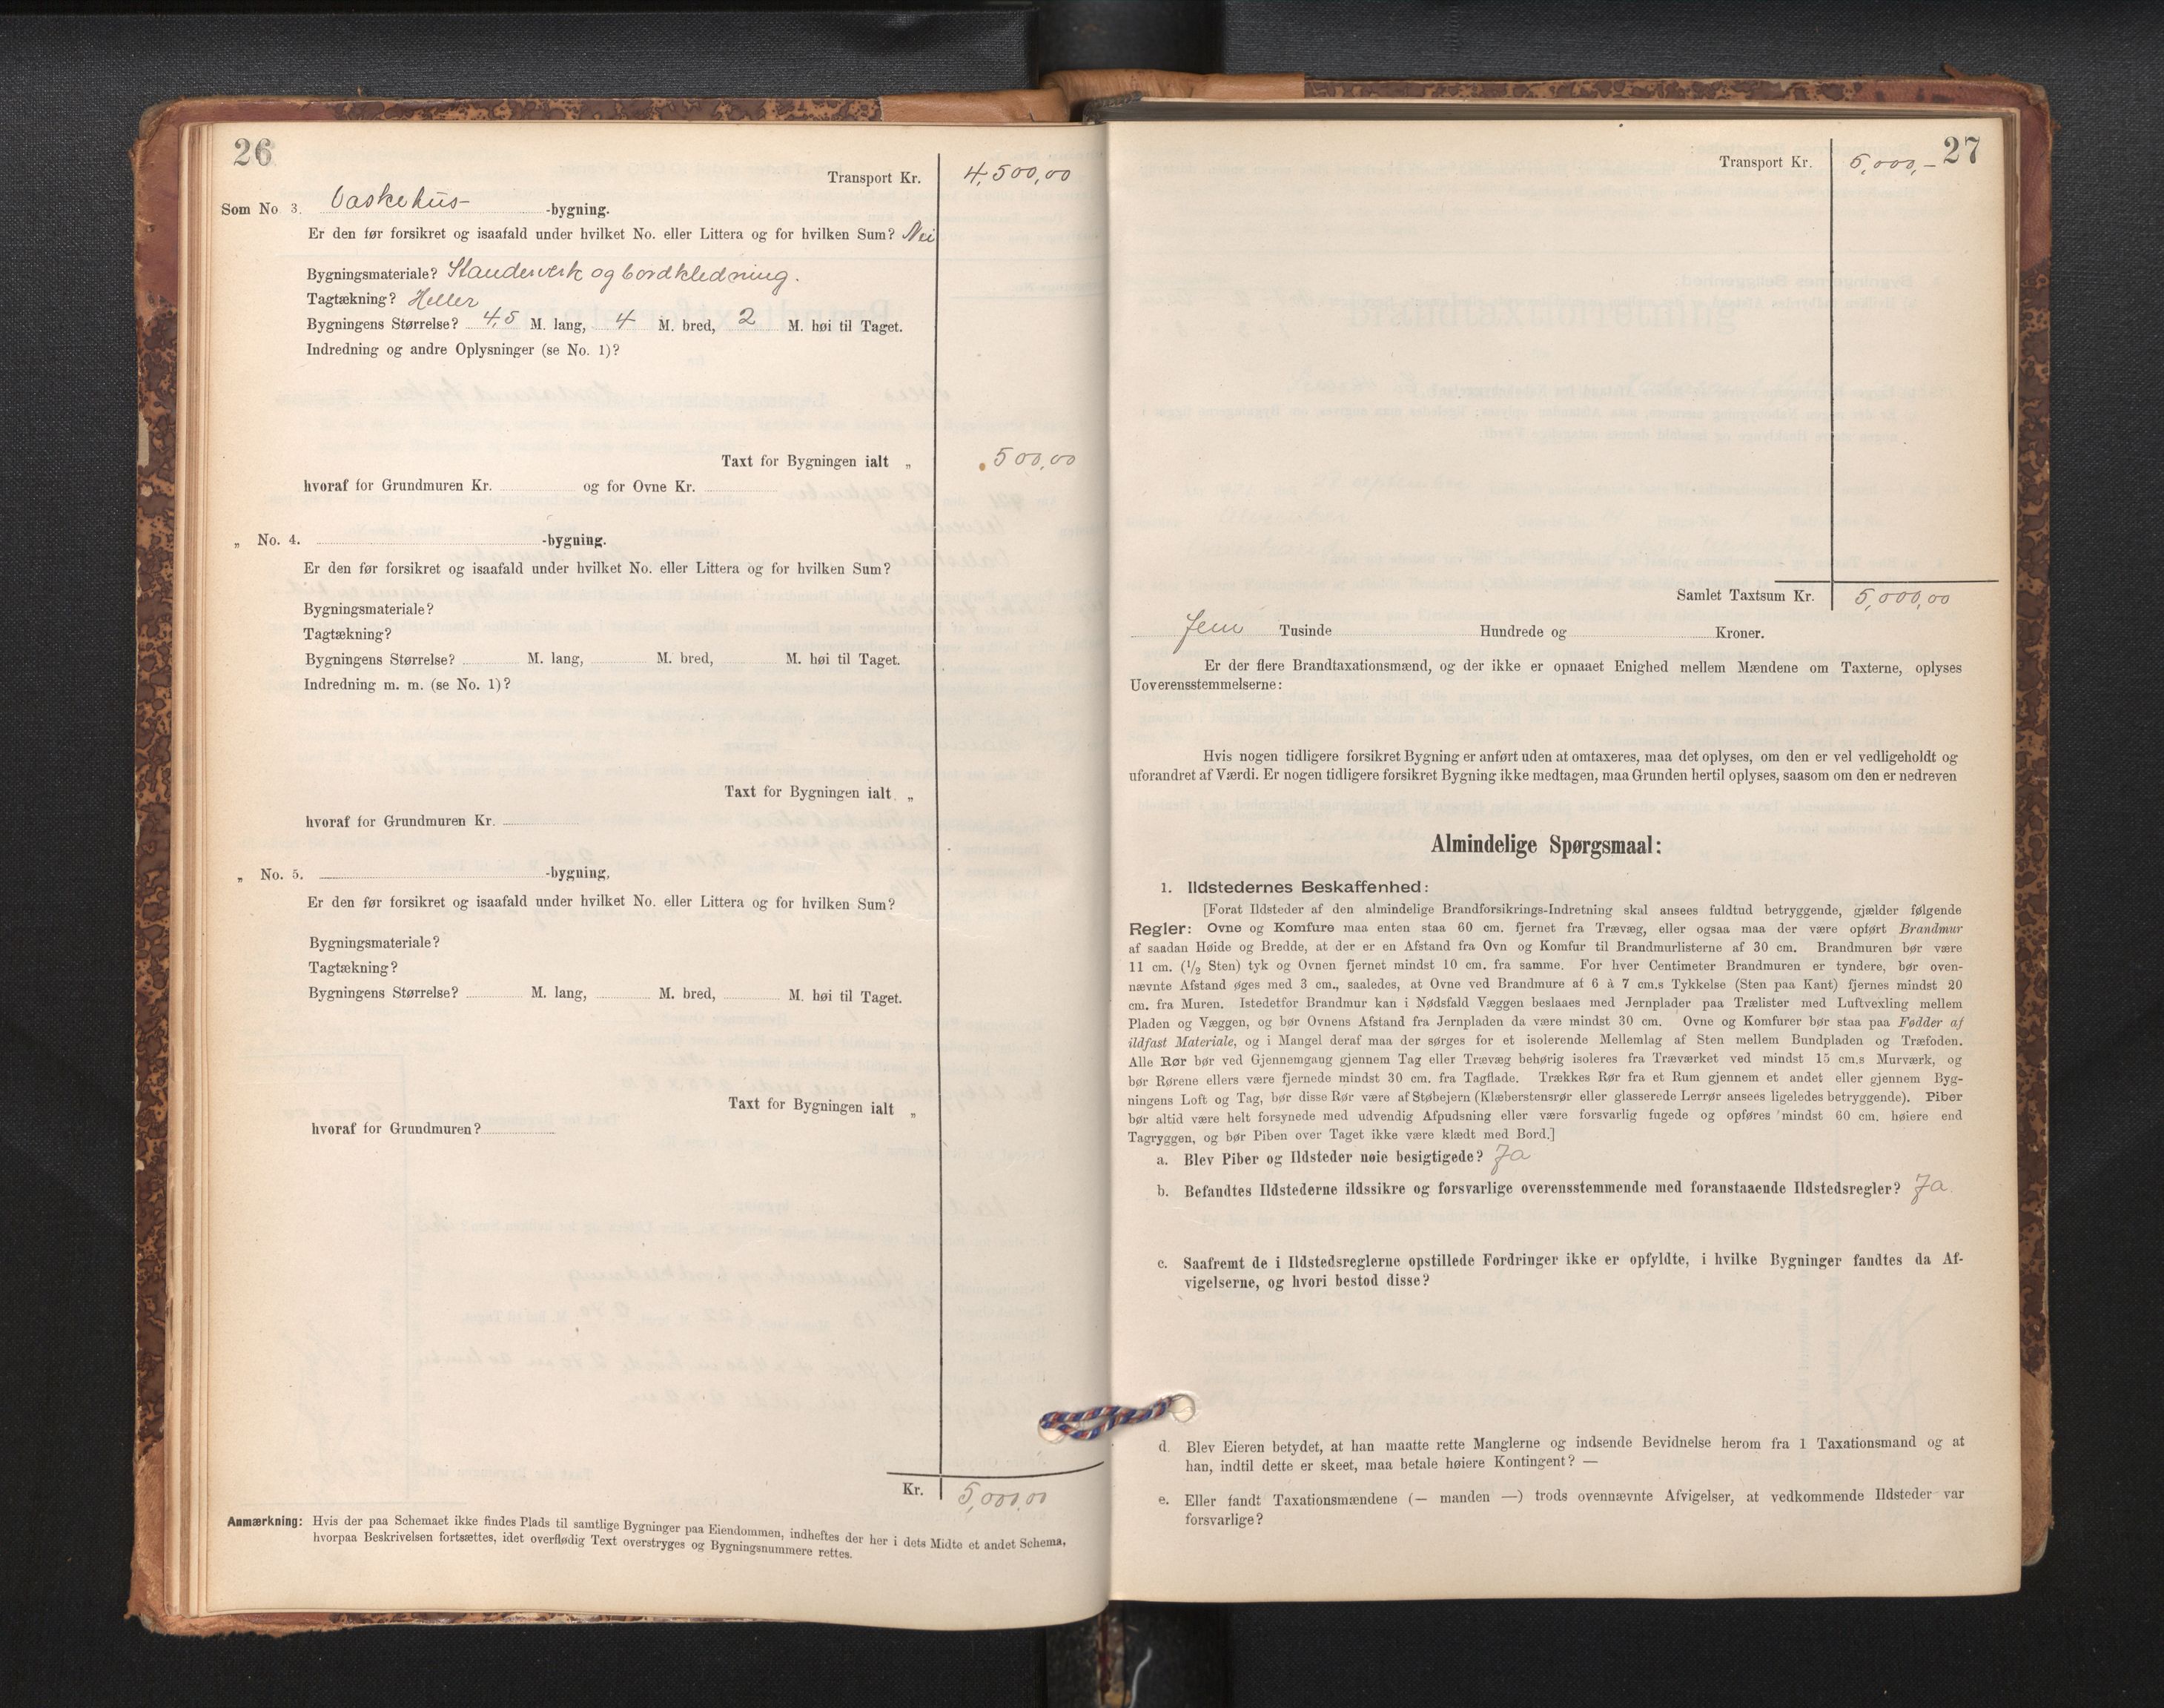 26
Transport Kr. 4,500,00
Som No. 3. Vaskehus- -bygning.
Er den før forsikret og isaafald under hvilket No. eller Littera og for hvilken Sum? Nei
Bygningsmateriale? Standerverk og bordkledning.
Tagtækning? Heller
Bygningens Størrelse? 4,5 M. lang, 4 M. bred, 2 M. høi til Taget.
Indredning og andre Oplysninger (se No. 1)?
Taxt for Bygningen ialt „ 500,00
hvoraf for Grundmuren Kr. og for Ovne Kr.
„ No. 4. -bygning.
Er den før forsikret og isaafald under hvilket No. eller Littera og for hvilken Sum?
Bygningsmateriale?
Tagtækning?
Bygningens Størrelse? M. lang, M. bred, M. høi til Taget.
Indredning m. m. (se No. 1)?
Taxt for Bygningen ialt „
hvoraf for Grundmuren Kr.
„ No. 5. -bygning,
Er den før forsikret og isaafald under hvilket No. eller Littera og for hvilken Sum?
Bygningsmateriale?
Tagtækning?
Bygningens Størrelse? M. lang, M. bred, M. høi til Taget.
Taxt for Bygningen ialt „
hvoraf for Grundmuren?
Kr. 5,000,00
Anmærkning: Hvis der paa Schemaet ikke findes Plads til samtlige Bygninger paa Eiendommen, indheftes der her i dets Midte et andet Schema,
hvorpaa Beskrivelsen fortsættes, idet overflødig Text overstryges og Bygningsnummere rettes.
27
Transport Kr. 5,000,-
Samlet Taxtsum Kr. 5,000,00
Fem Tusinde Hundrede og Kroner.
Er der flere Brandtaxationsmænd, og der ikke er opnaaet Enighed mellem Mændene om Taxterne, oplyses
Uoverensstemmelserne:
Hvis nogen tidligere forsikret Bygning er anført uden at omtaxeres, maa det oplyses, om den er vel vedligeholdt og
uforandret af Værdi. Er nogen tidligere forsikret Bygning ikke medtagen, maa Grunden hertil oplyses, saasom om den er nedreven
Almindelige Spørgsmaal:
1. Ildstedernes Beskaffenhed:
[Forat Ildsteder af den almindelige Brandforsikrings-Indretning skal ansees fuldtud betryggende, gjælder følgende
Regler: Ovne og Komfure maa enten staa 60 cm. fjernet fra Trævæg, eller ogsaa maa der være opført Brandmur
af saadan Høide og Bredde, at der er en Afstand fra Ovn og Komfur til Brandmurlisterne af 30 cm. Brandmuren bør være
11 cm. (1/2 Sten) tyk og Ovnen fjernet mindst 10 cm. fra samme. For hver Centimeter Brandmuren er tyndere, bør oven-
nævnte Afstand øges med 3 cm., saaledes, at Ovne ved Brandmure af 6 à 7 cm.s Tykkelse (Sten paa Kant) fjernes mindst 20
cm. fra Muren. Istedetfor Brandmur kan i Nødsfald Væggen beslaaes med Jernplader paa Trælister med Luftvexling mellem
Pladen og Væggen, og bør Ovnens Afstand fra Jernpladen da være mindst 30 cm. Ovne og Komfurer bør staa paa Fødder af
ildfast Materiale, og i Mangel deraf maa der sørges for et isolerende Mellemlag af Sten mellem Bundpladen og Træfoden.
Alle Rør bør ved Gjennemgang gjennem Tag eller Trævæg behørig isoleres fra Træværket ved mindst 15 cm.s Murværk, og
bør Rørene ellers være fjernede mindst 30 cm. fra Tagflade. Trækkes Rør fra et Rum gjennem et andet eller gjennem Byg-
ningens Loft og Tag, bør disse Rør være af Støbejern (Klæberstensrør eller glasserede Lerrør ansees ligeledes betryggende). Piber
bør altid være helt forsynede med udvendig Afpudsning eller være forsvarlig fugede og opføres mindst 60 cm. høiere end
Tagryggen, og bør Piben over Taget ikke være klædt med Bord.]
a. Blev Piber og Ildsteder nøie besigtigede? Ja
b. Befandtes Ildstederne ildssikre og forsvarlige overensstemmende med foranstaaende Ildstedsregler? Ja
c. Saafremt de i Ildstedsreglerne opstillede Fordringer ikke er opfyldte, i hvilke Bygninger fandtes da Af-
vigelserne, og hvori bestod disse?
d. Blev Eieren betydet, at han maatte rette Manglerne og indsende Bevidnelse herom fra 1 Taxationsmand og at
han, indtil dette er skeet, maa betale høiere Kontingent? —
e. Eller fandt Taxationsmændene (— manden —) trods ovennævnte Afvigelser, at vedkommende Ildsteder var
forsvarlige?